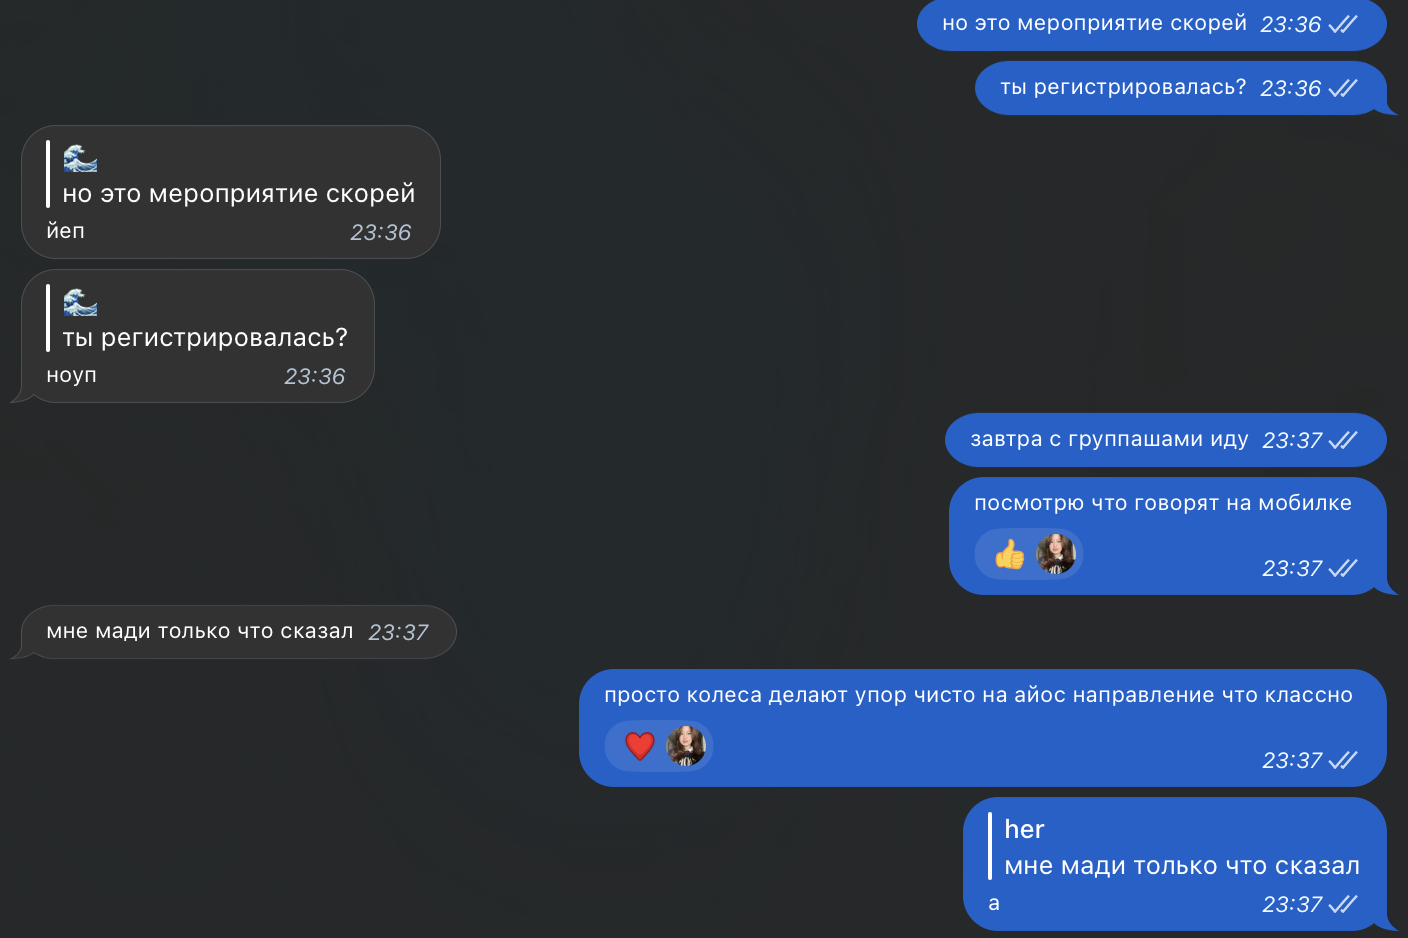 но это мероприятие скорей 23:36
ты регистрировалась? 23:36
🌊
но это мероприятие скорей
йеп 23:36
🌊
ты регистрировалась?
ноуп 23:36
завтра с группашами иду 23:37
посмотрю что говорят на мобилке
👍 23:37
мне мади только что сказал 23:37
просто колеса делают упор чисто на айос направление что классно
❤️ 23:37
her
мне мади только что сказал
а 23:37